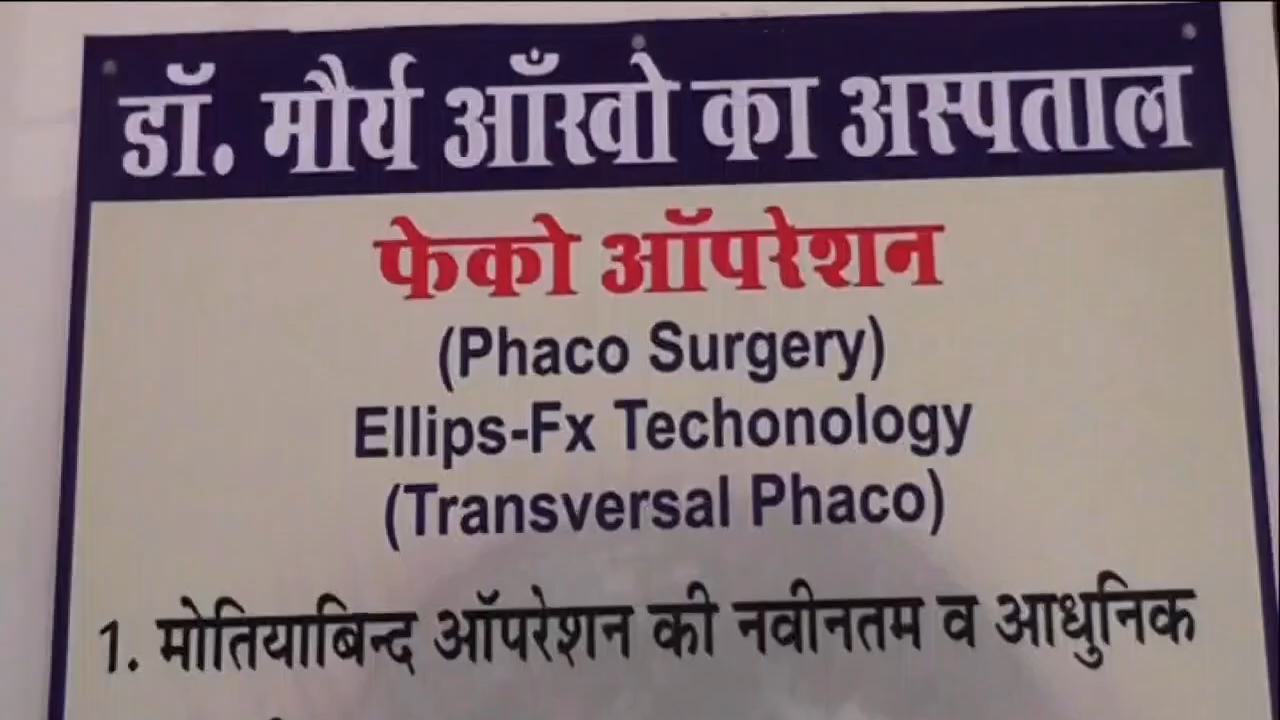 डॉ. मौर्य आँखो का अस्पताल
फेको ऑपरेशन
(Phaco Surgery)
Ellips-Fx Techonology
(Transversal Phaco)
1. मोतियाबिन्द ऑपरेशन की नवीनतम व आधुनिक